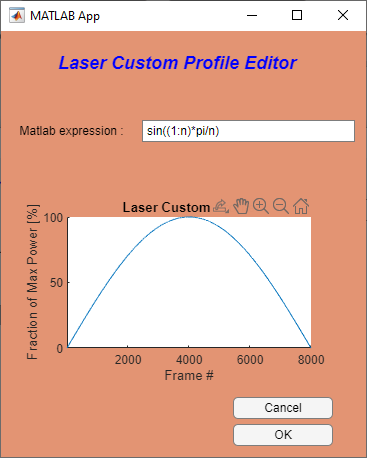 MATLAB App
Laser Custom Profile Editor
Matlab expression :
sin((1:n)*pi/n)
Laser Custom
Fraction of Max Power [%]
100
50
0
2000 4000 6000 8000
Frame #
Cancel
OK